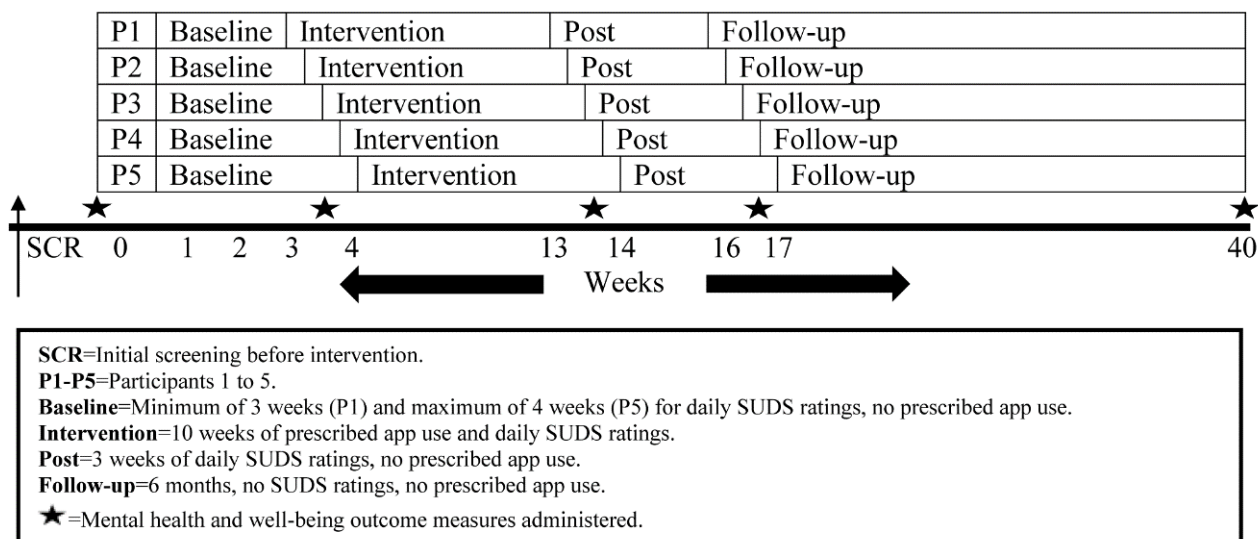 P1 Baseline Intervention Post Follow-up
P2 Baseline Intervention Post Follow-up
P3 Baseline Intervention Post Follow-up
P4 Baseline Intervention Post Follow-up
P5 Baseline Intervention Post Follow-up
SCR 0 1 2 3 4 13 14 16 17 40
Weeks
SCR=Initial screening before intervention.
P1-P5=Participants 1 to 5.
Baseline=Minimum of 3 weeks (P1) and maximum of 4 weeks (P5) for daily SUDS ratings, no prescribed app use.
Intervention=10 weeks of prescribed app use and daily SUDS ratings.
Post=3 weeks of daily SUDS ratings, no prescribed app use.
Follow-up=6 months, no SUDS ratings, no prescribed app use.
★=Mental health and well-being outcome measures administered.